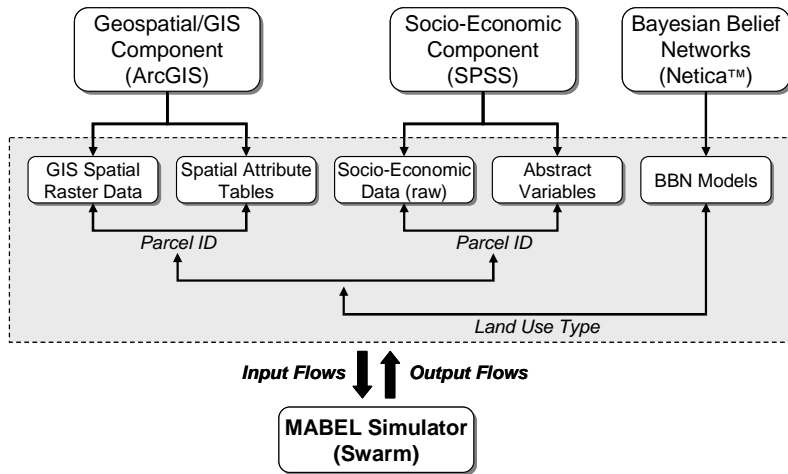 Geospatial/GIS
Component
(ArcGIS)
Socio-Economic
Component
(SPSS)
Bayesian Belief
Networks
(Netica™)
GIS Spatial
Raster Data
Spatial Attribute
Tables
Socio-Economic
Data (raw)
Abstract
Variables
BBN Models
Parcel ID
Parcel ID
Land Use Type
Input Flows
Output Flows
MABEL Simulator
(Swarm)